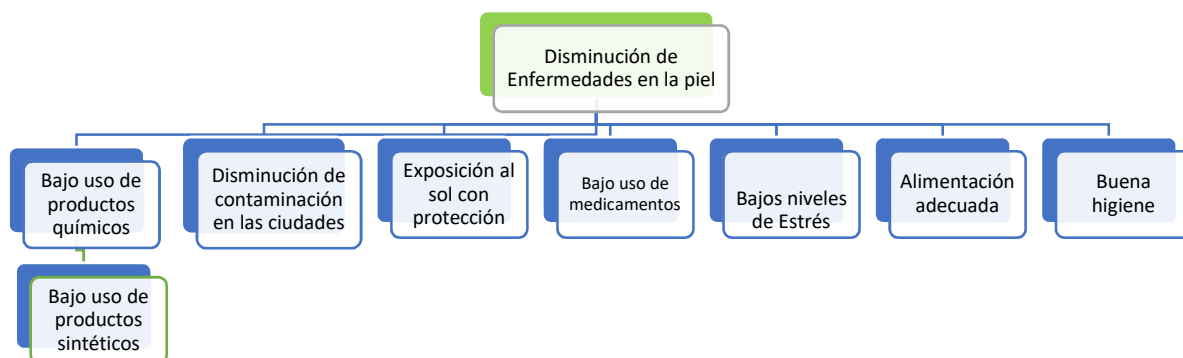 Disminución de
Enfermedades en la piel
Bajo uso de
productos
químicos
Disminución de
contaminación
en las ciudades
Exposición al
sol con
protección
Bajo uso de
medicamentos
Bajos niveles
de Estrés
Alimentación
adecuada
Buena
higiene
Bajo uso de
productos
sintéticos